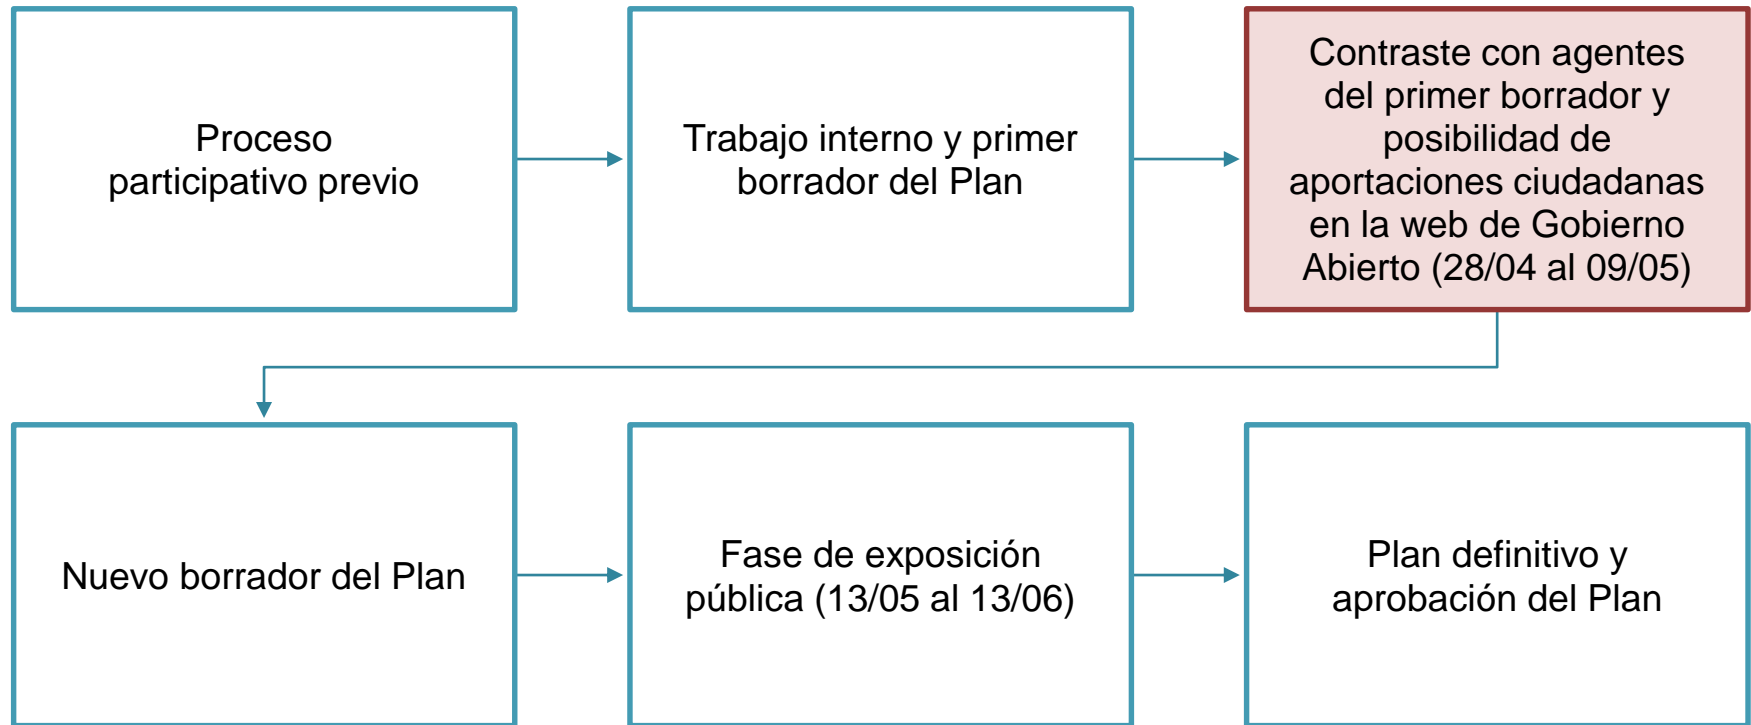 Proceso
participativo previo
Trabajo interno y primer
borrador del Plan
Contraste con agentes
del primer borrador y
posibilidad de
aportaciones ciudadanas
en la web de Gobierno
Abierto (28/04 al 09/05)
Nuevo borrador del Plan
Fase de exposición
pública (13/05 al 13/06)
Plan definitivo y
aprobación del Plan